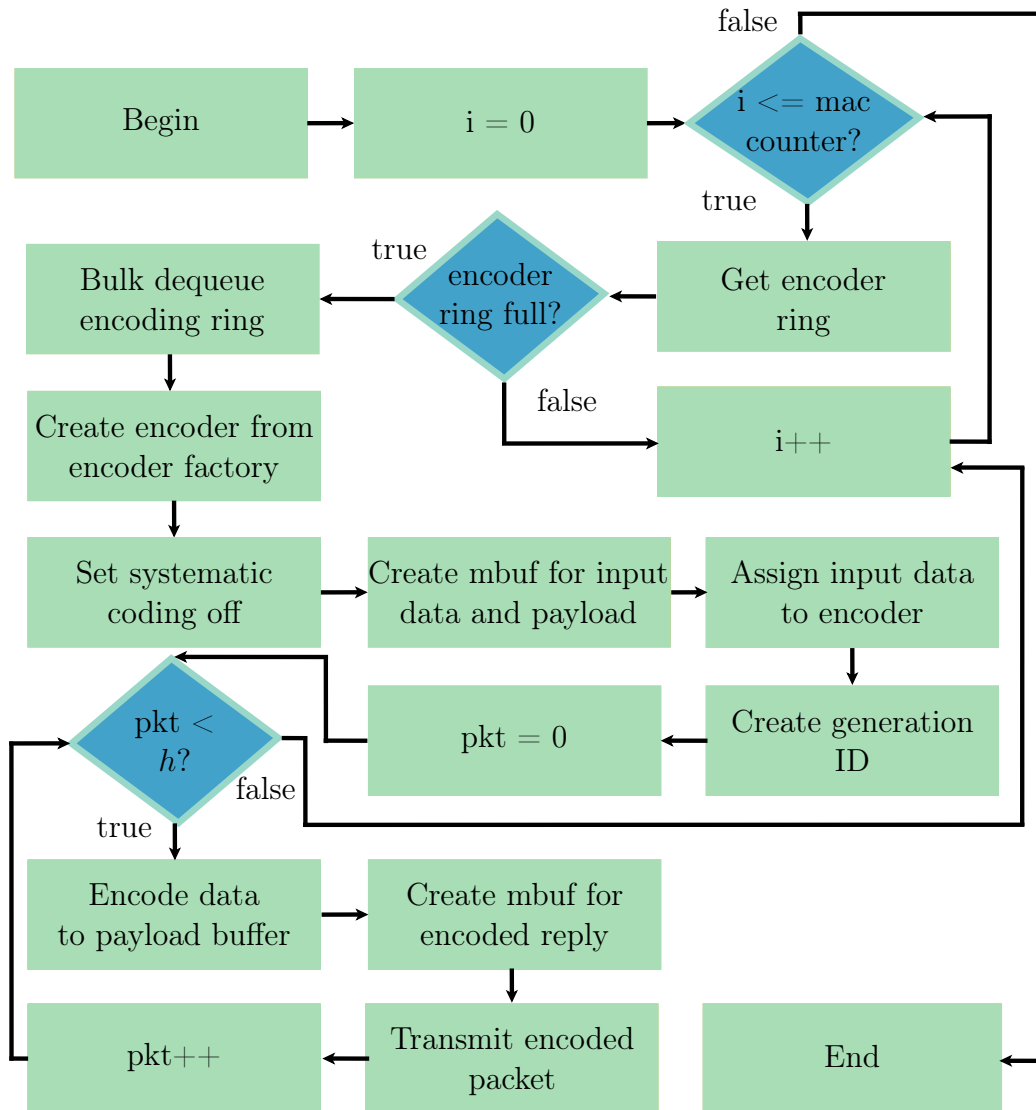 false
Begin
i = 0
i <= mac
counter?
true
true
Bulk dequeue
encoding ring
encoder
ring full?
Get encoder
ring
false
Create encoder from
encoder factory
i++
Set systematic
coding off
Create mbuf for input
data and payload
Assign input data
to encoder
pkt <
h?
pkt = 0
Create generation
ID
false
true
Encode data
to payload buffer
Create mbuf for
encoded reply
pkt++
Transmit encoded
packet
End